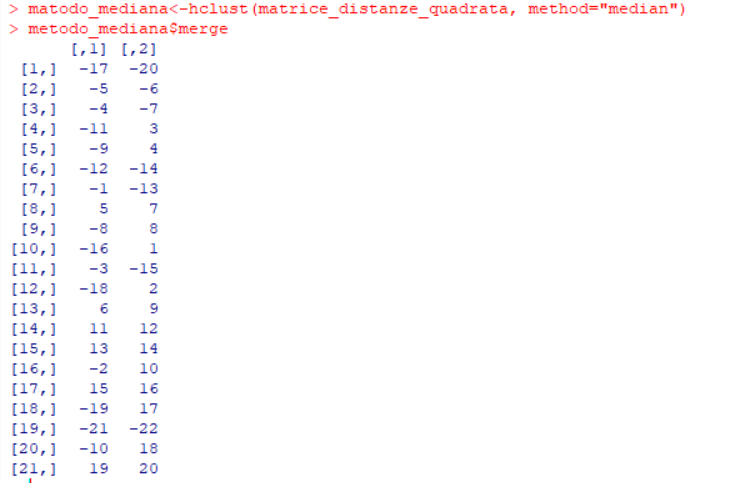 > matodo_mediana<-hclust(matrice_distanze_quadrata, method="median")
> metodo_mediana$merge
      [,1] [,2]
 [1,]  -17  -20
 [2,]   -5   -6
 [3,]   -4   -7
 [4,]  -11    3
 [5,]   -9    4
 [6,]  -12  -14
 [7,]   -1  -13
 [8,]    5    7
 [9,]   -8    8
[10,]  -16    1
[11,]   -3  -15
[12,]  -18    2
[13,]    6    9
[14,]   11   12
[15,]   13   14
[16,]   -2   10
[17,]   15   16
[18,]  -19   17
[19,]  -21  -22
[20,]  -10   18
[21,]   19   20